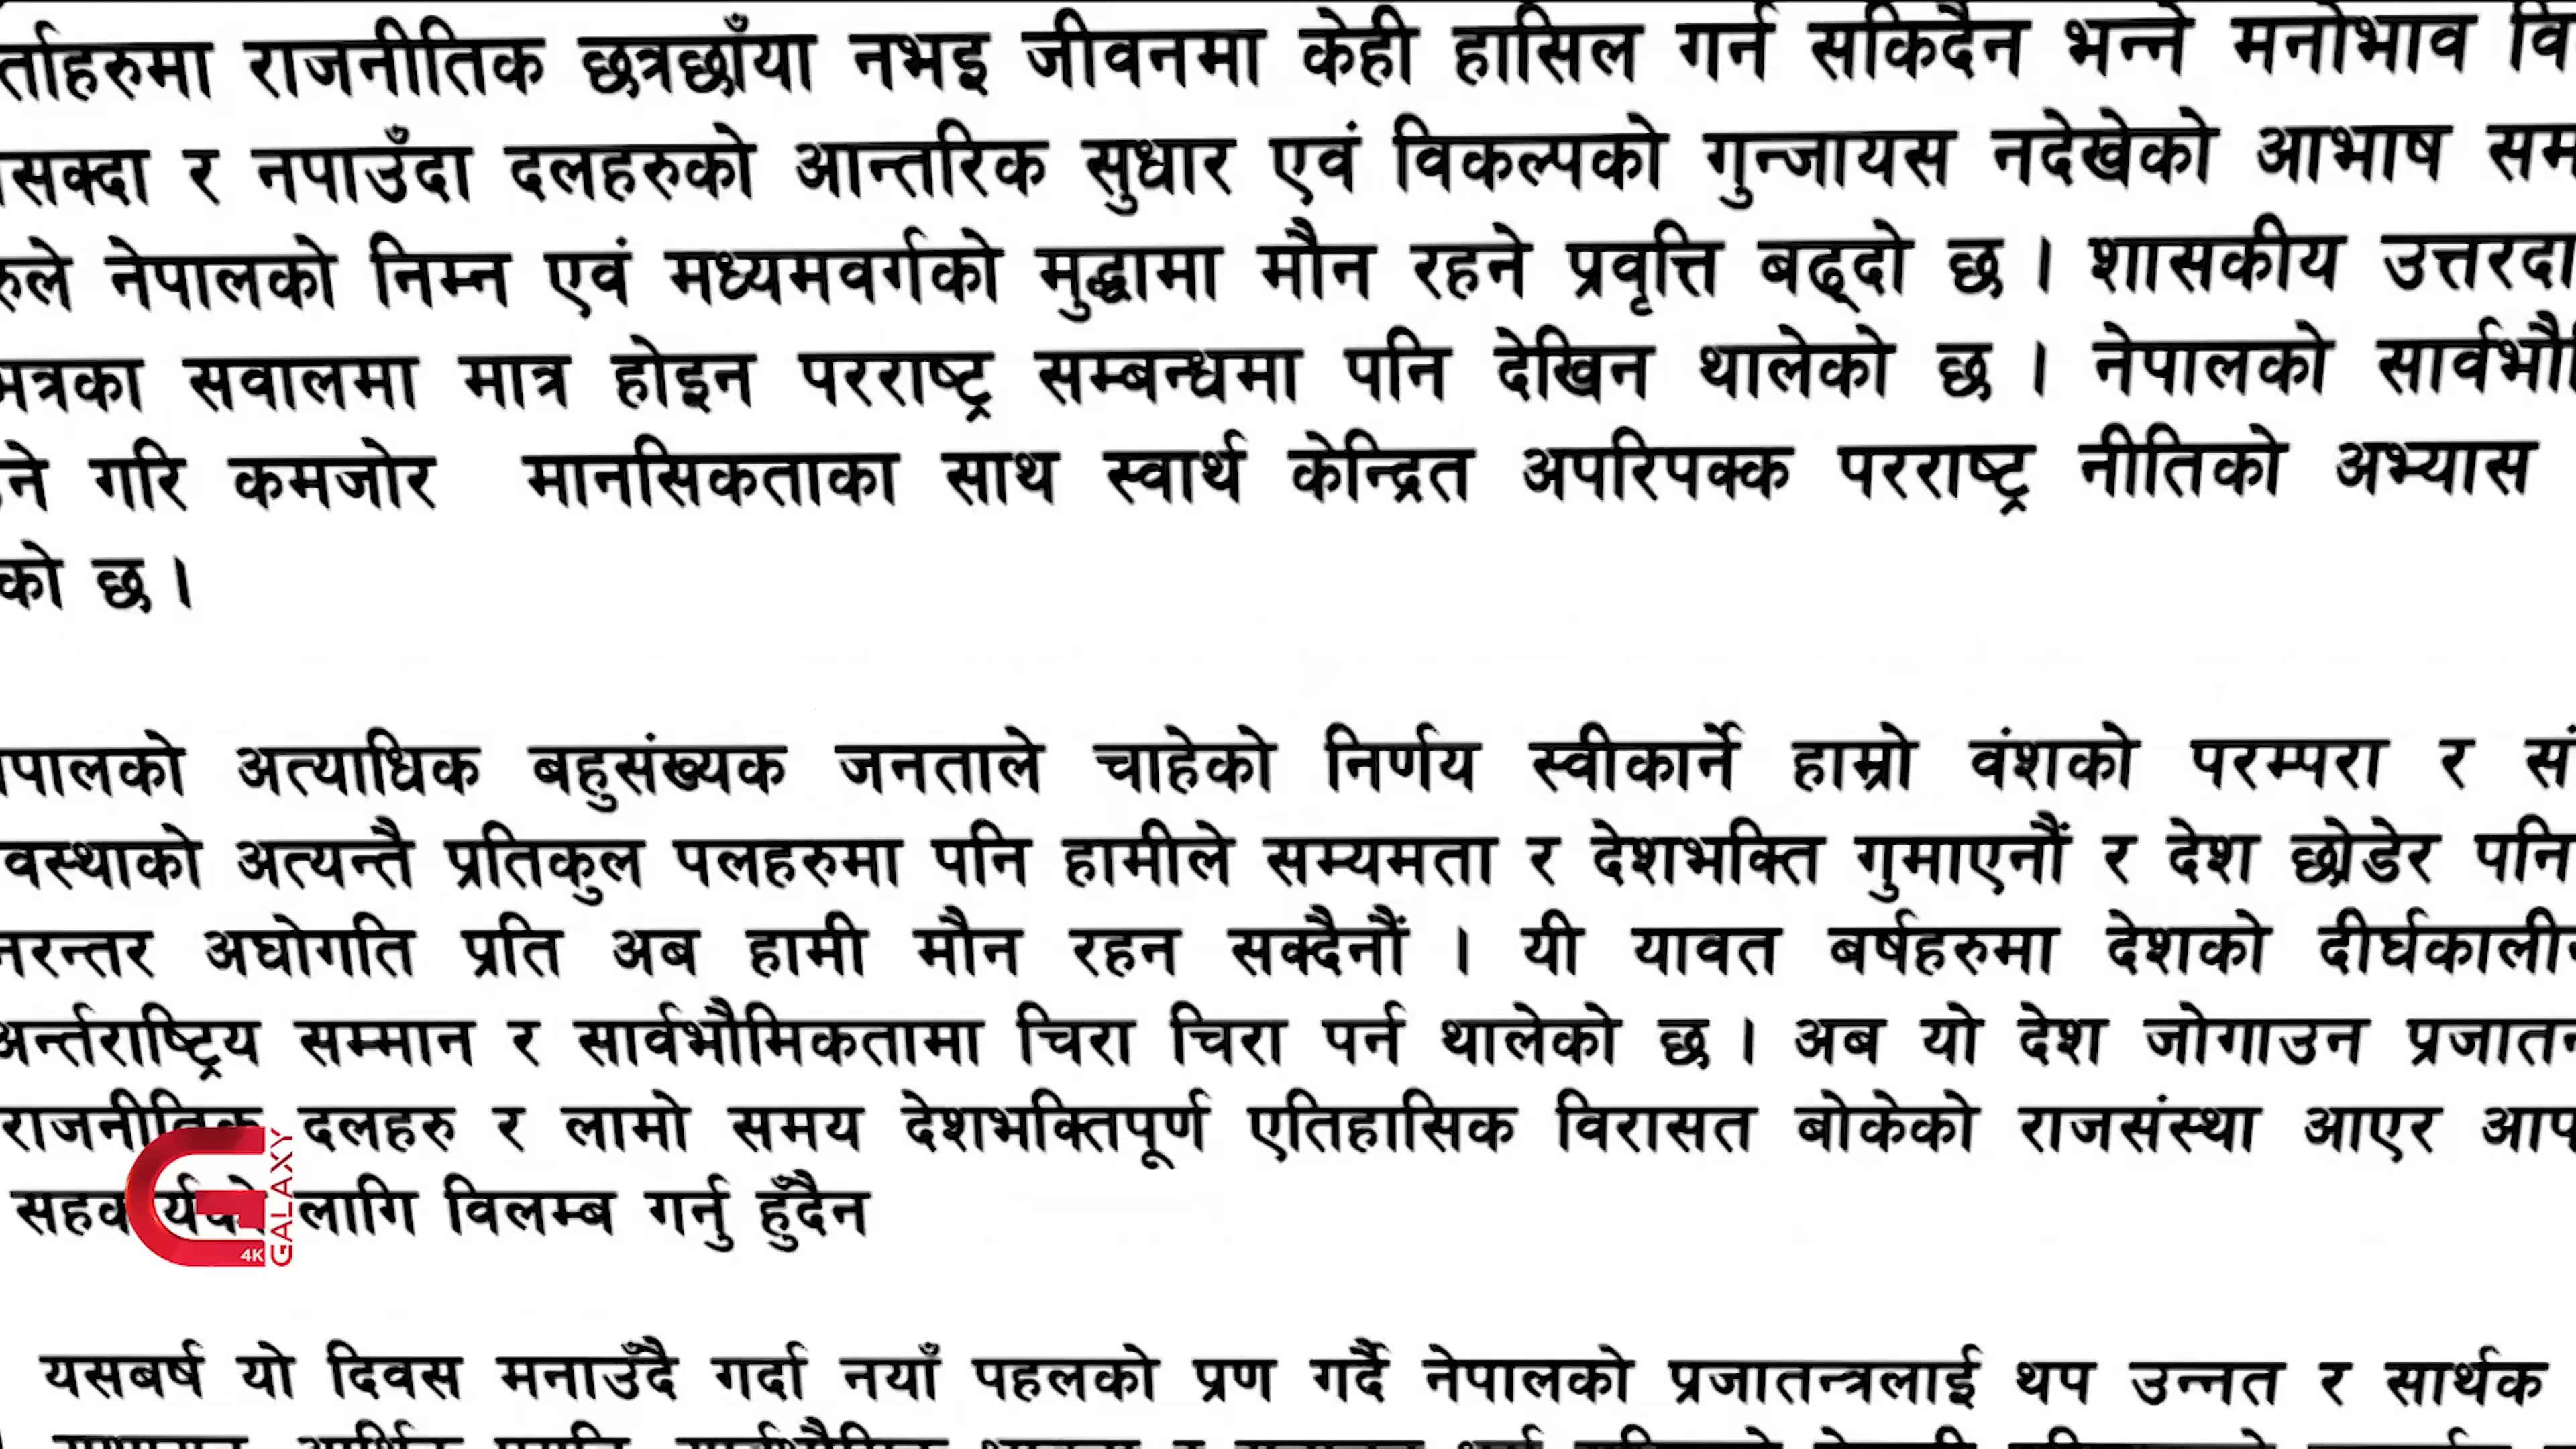 र्ताहरुमा राजनीतिक छत्रछाँया नभइ जीवनमा केही हासिल गर्न सकिदैन भन्ने मनोभाव वि
सक्दा र नपाउँदा दलहरुको आन्तरिक सुधार एवं विकल्पको गुन्जायस नदेखेको आभाष सम
रुले नेपालको निम्न एवं मध्यमवर्गको मुद्धामा मौन रहने प्रवृत्ति बढ्दो छ । शासकीय उत्तरदा
मत्रका सवालमा मात्र होइन परराष्ट्र सम्बन्धमा पनि देखिन थालेको छ । नेपालको सार्वभौ
ने गरि कमजोर मानसिकताका साथ स्वार्थ केन्द्रित अपरिपक्क परराष्ट्र नीतिको अभ्यास
को छ ।
पालको अत्याधिक बहुसंख्यक जनताले चाहेको निर्णय स्वीकार्ने हाम्रो वंशको परम्परा र सं
वस्थाको अत्यन्तै प्रतिकुल पलहरुमा पनि हामीले सम्यमता र देशभक्ति गुमाएनौं र देश छोडेर पनि
नरन्तर अघोगति प्रति अब हामी मौन रहन सक्दैनौं । यी यावत बर्षहरुमा देशको दीर्घकालीन
अर्न्तराष्ट्रिय सम्मान र सार्वभौमिकतामा चिरा चिरा पर्न थालेको छ । अब यो देश जोगाउन प्रजातन
राजनीतिक दलहरु र लामो समय देशभक्तिपूर्ण एतिहासिक विरासत बोकेको राजसंस्था आएर आप
लागि विलम्ब गर्नु हुँदैन
GALAXY
4K
यसबर्ष यो दिवस मनाउँदै गर्दा नयाँ पहलको प्रण गर्दै नेपालको प्रजातन्त्रलाई थप उन्नत र सार्थक